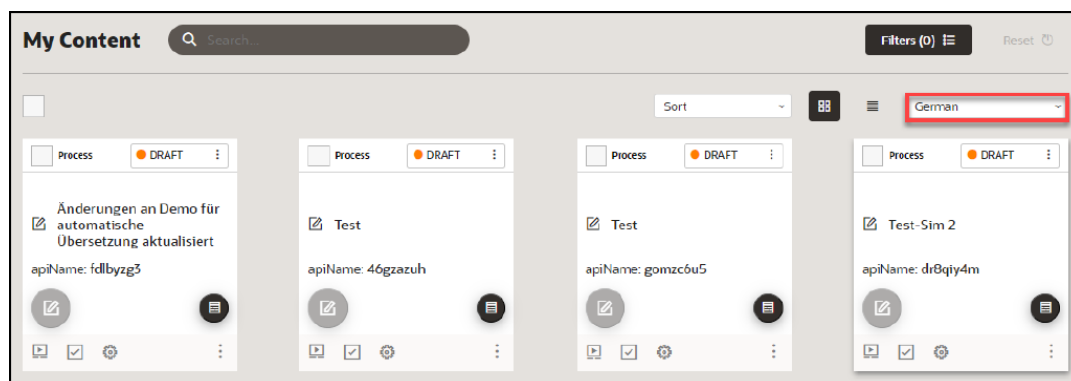 My Content
Search...
Filters (0)
Reset
Sort
German
Process
DRAFT
Process
DRAFT
Process
DRAFT
Process
DRAFT
Änderungen an Demo für
automatische
Übersetzung aktualisiert
Test
Test
Test-Sim 2
apiName: fdlbyzg3
apiName: 46gzazuh
apiName: gomzc6u5
apiName: dr8qiy4m